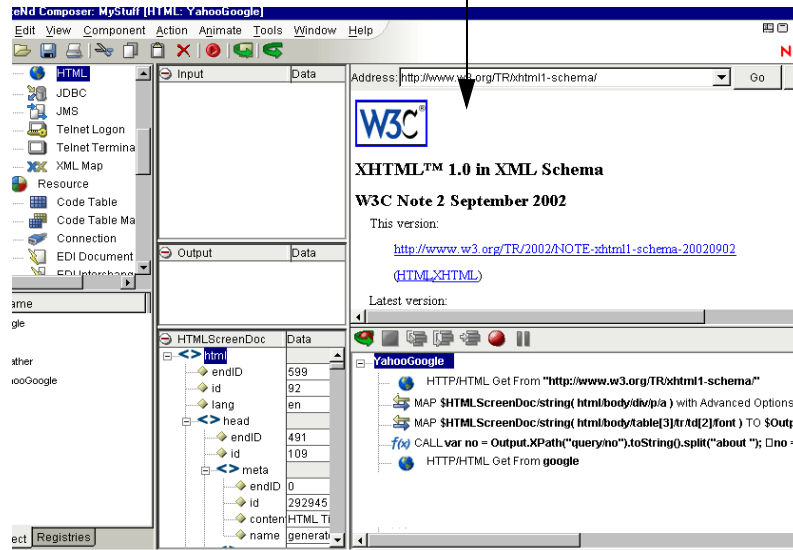 teNd Composer: MyStuff [HTML: YahooGoogle]
Edit View Component Action Animate Tools Window Help
N
HTML
JDBC
JMS
Telnet Logon
Telnet Termina
XML Map
Resource
Code Table
Code Table Ma
Connection
EDI Document
EDI Interchang
ame
gle
ather
ooGoogle
ect Registries
Input Data
Output Data
HTMLScreenDoc Data
html
endID 599
id 92
lang en
head
endID 491
id 109
meta
endID 0
id 292945
conten HTML Ti
name generat
Address: http://www.w3.org/TR/xhtml1-schema/ Go
W3C®
XHTML™ 1.0 in XML Schema
W3C Note 2 September 2002
This version:
http://www.w3.org/TR/2002/NOTE-xhtml1-schema-20020902
(HTML,XHTML)
Latest version:
YahooGoogle
HTTP/HTML Get From "http://www.w3.org/TR/xhtml1-schema/"
MAP $HTMLScreenDoc/string( html/body/div/p/a ) with Advanced Options
MAP $HTMLScreenDoc/string( html/body/table[3]/tr/td[2]/font ) TO $Outp
f(x) CALL var no = Output.XPath("query/no").toString().split("about "); □no =
HTTP/HTML Get From google